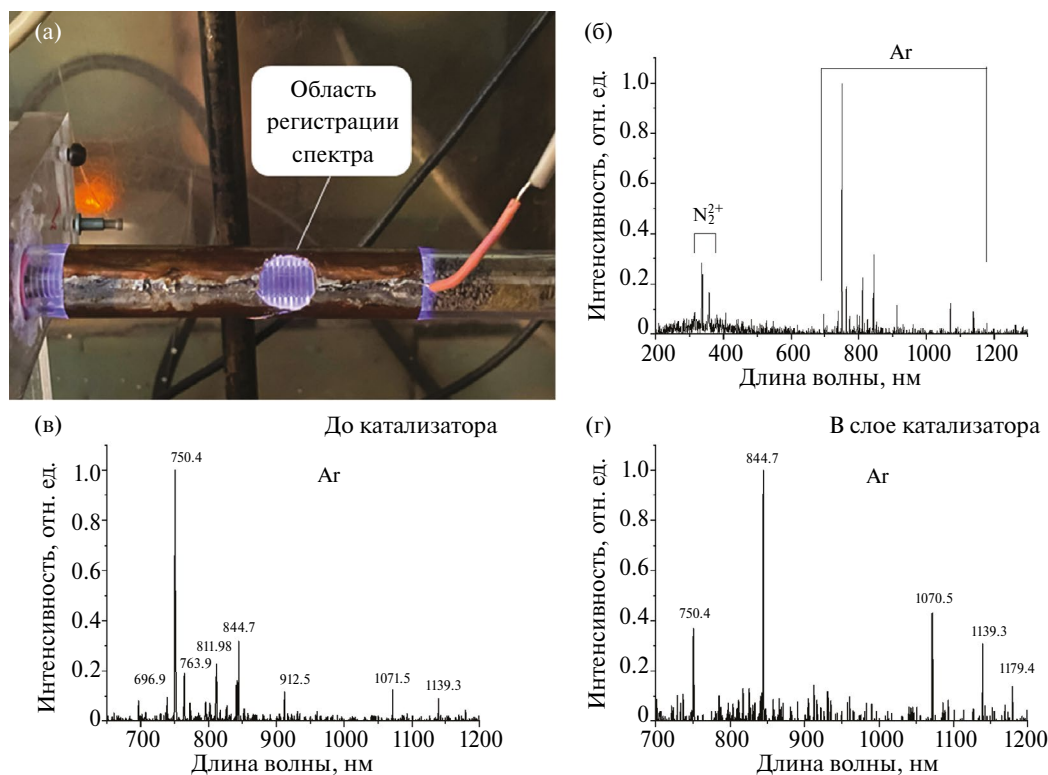 (а)
Область
регистрации
спектра
(б)
Ar
N₂²⁺
Интенсивность, отн. ед.
1.0
0.8
0.6
0.4
0.2
0
200 400 600 800 1000 1200
Длина волны, нм
(в)
До катализатора
750.4
Ar
844.7
811.98
763.9
696.9
912.5
1071.5
1139.3
Интенсивность, отн. ед.
1.0
0.8
0.6
0.4
0.2
0
700 800 900 1000 1100 1200
Длина волны, нм
(г)
В слое катализатора
844.7
Ar
1070.5
750.4
1139.3
1179.4
Интенсивность, отн. ед.
1.0
0.8
0.6
0.4
0.2
0
700 800 900 1000 1100 1200
Длина волны, нм